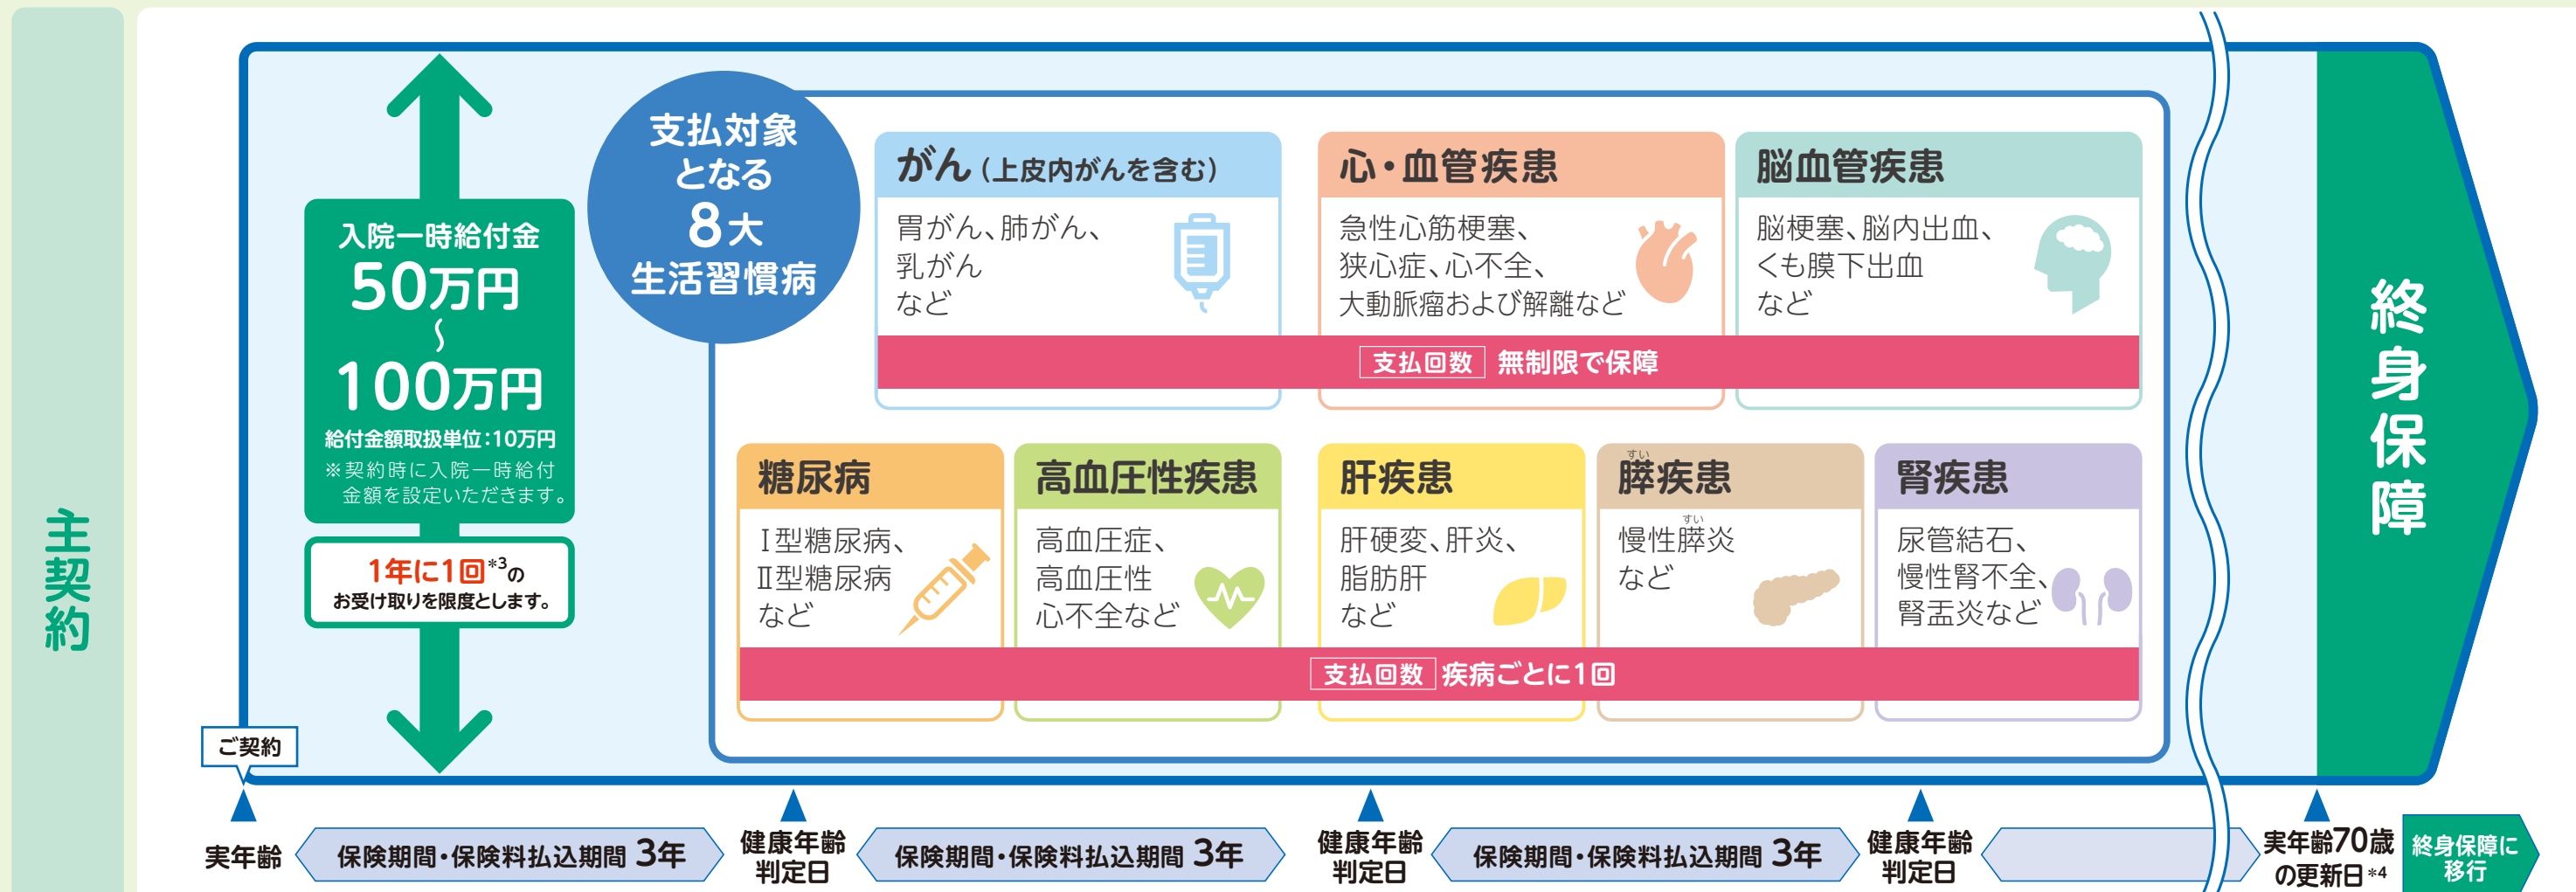 主契約
入院一時給付金
50万円
〜
100万円
給付金額取扱単位：10万円
※契約時に入院一時給付
金額を設定いただきます。
1年に1回*3の
お受け取りを限度とします。
支払対象
となる
8大
生活習慣病
がん（上皮内がんを含む）
胃がん、肺がん、
乳がん
など
心・血管疾患
急性心筋梗塞、
狭心症、心不全、
大動脈瘤および解離など
脳血管疾患
脳梗塞、脳内出血、
くも膜下出血
など
支払回数 無制限で保障
糖尿病
Ⅰ型糖尿病、
Ⅱ型糖尿病
など
高血圧性疾患
高血圧症、
高血圧性
心不全など
肝疾患
肝硬変、肝炎、
脂肪肝
など
すい
膵疾患
すい
慢性膵炎
など
腎疾患
尿管結石、
慢性腎不全、
腎盂炎など
支払回数 疾病ごとに1回
終身保障
ご契約
実年齢
保険期間・保険料払込期間 3年
健康年齢
判定日
保険期間・保険料払込期間 3年
健康年齢
判定日
保険期間・保険料払込期間 3年
健康年齢
判定日
実年齢70歳
の更新日*4
終身保障に
移行